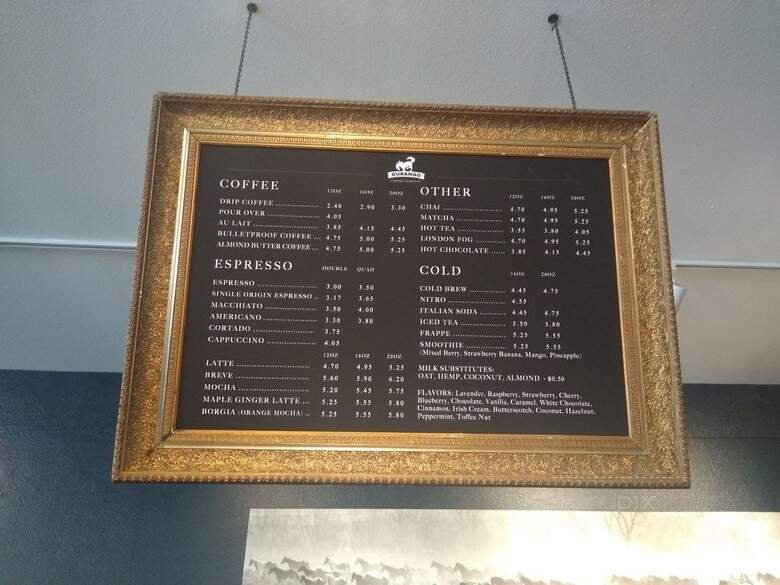 DURANGO
COFFEE COMPANY
COFFEE 12OZ 16OZ 20OZ
DRIP COFFEE 2.40 2.90 3.30
POUR OVER 4.05
AU LAIT 3.85 4.15 4.45
BULLETPROOF COFFEE 4.75 5.00 5.25
ALMOND BUTTER COFFEE 4.75 5.00 5.25
ESPRESSO DOUBLE QUAD
ESPRESSO 3.00 3.50
SINGLE ORIGIN ESPRESSO 3.17 3.65
MACCHIATO 3.50 4.00
AMERICANO 3.30 3.80
CORTADO 3.75
CAPPUCCINO 4.05
12OZ 16OZ 20OZ
LATTE 4.70 4.95 5.25
BREVE 5.60 5.90 6.20
MOCHA 5.20 5.45 5.75
MAPLE GINGER LATTE 5.25 5.55 5.80
BORGIA (ORANGE MOCHA) 5.25 5.55 5.80
OTHER 12OZ 16OZ 20OZ
CHAI 4.70 4.95 5.25
MATCHA 4.70 4.95 5.25
HOT TEA 3.55 3.80 4.05
LONDON FOG 4.70 4.95 5.25
HOT CHOCOLATE 3.85 4.15 4.45
COLD 16OZ 20OZ
COLD BREW 4.45 4.75
NITRO 4.55
ITALIAN SODA 4.45 4.75
ICED TEA 3.50 3.80
FRAPPE 5.25 5.55
SMOOTHIE 5.25 5.55
(Mixed Berry, Strawberry Banana, Mango, Pineapple)
MILK SUBSTITUTES:
OAT, HEMP, COCONUT, ALMOND - $0.50
FLAVORS: Lavender, Raspberry, Strawberry, Cherry,
Blueberry, Chocolate, Vanilla, Caramel, White Chocolate,
Cinnamon, Irish Cream, Butterscotch, Coconut, Hazelnut,
Peppermint, Toffee Nut